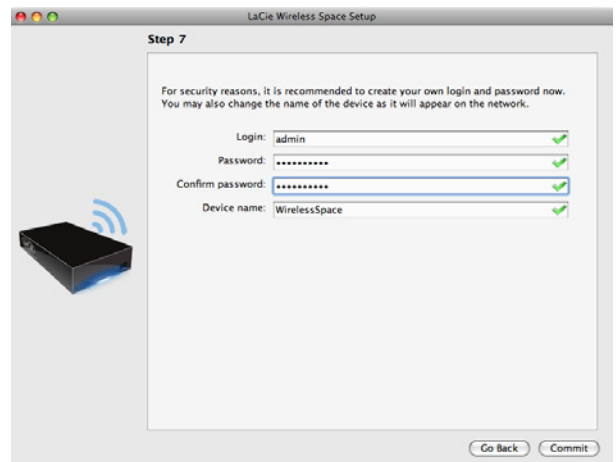 LaCie Wireless Space Setup
Step 7
For security reasons, it is recommended to create your own login and password now.
You may also change the name of the device as it will appear on the network.
Login: admin
Password: ••••••••••
Confirm password: ••••••••••
Device name: WirelessSpace
Go Back Commit